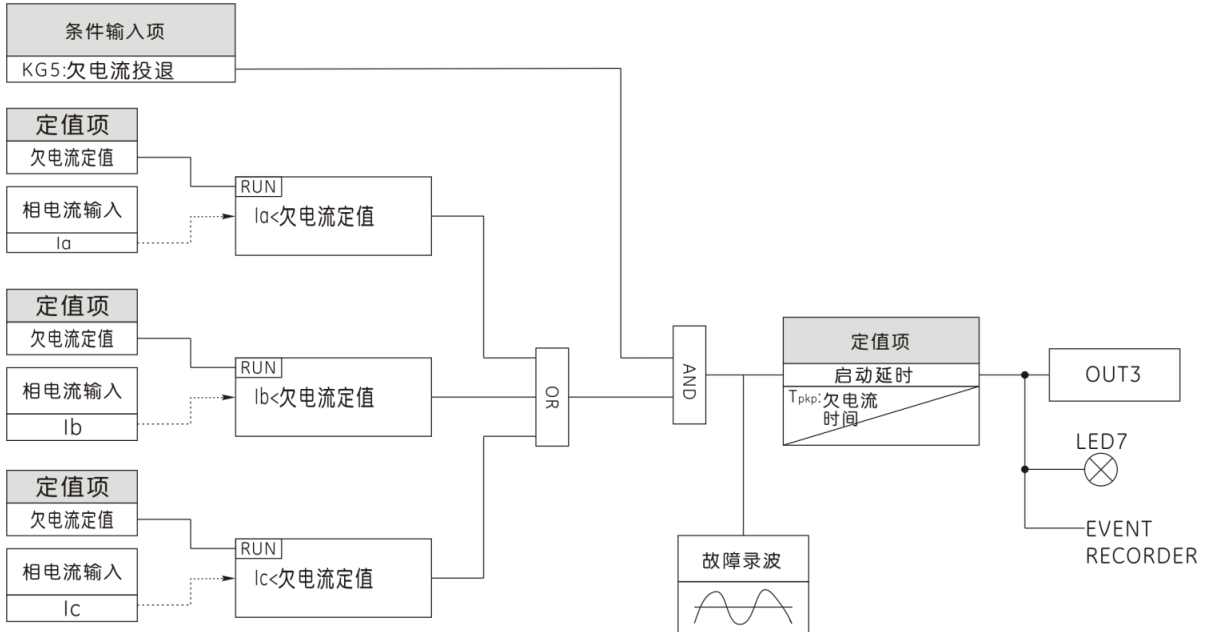 条件输入项
KG5:欠电流投退
定值项
欠电流定值
相电流输入
Ia
RUN
Ia<欠电流定值
定值项
欠电流定值
相电流输入
Ib
RUN
Ib<欠电流定值
定值项
欠电流定值
相电流输入
Ic
RUN
Ic<欠电流定值
OR
AND
故障录波
定值项
启动延时
Tpkp:欠电流
时间
OUT3
LED7
EVENT
RECORDER